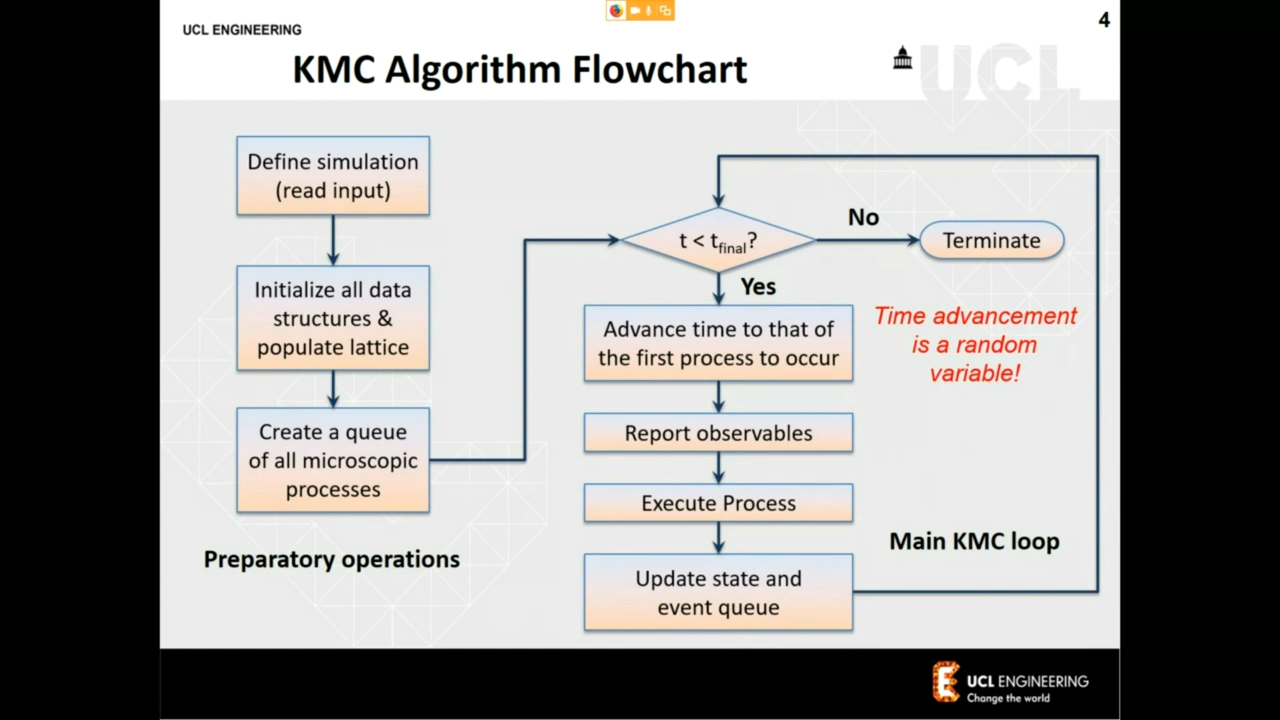 UCL ENGINEERING
4
KMC Algorithm Flowchart
UCL
Define simulation
(read input)
Initialize all data
structures &
populate lattice
Create a queue
of all microscopic
processes
Preparatory operations
t < tfinal?
No
Terminate
Yes
Advance time to that of
the first process to occur
Time advancement
is a random
variable!
Report observables
Execute Process
Update state and
event queue
Main KMC loop
UCL ENGINEERING
Change the world